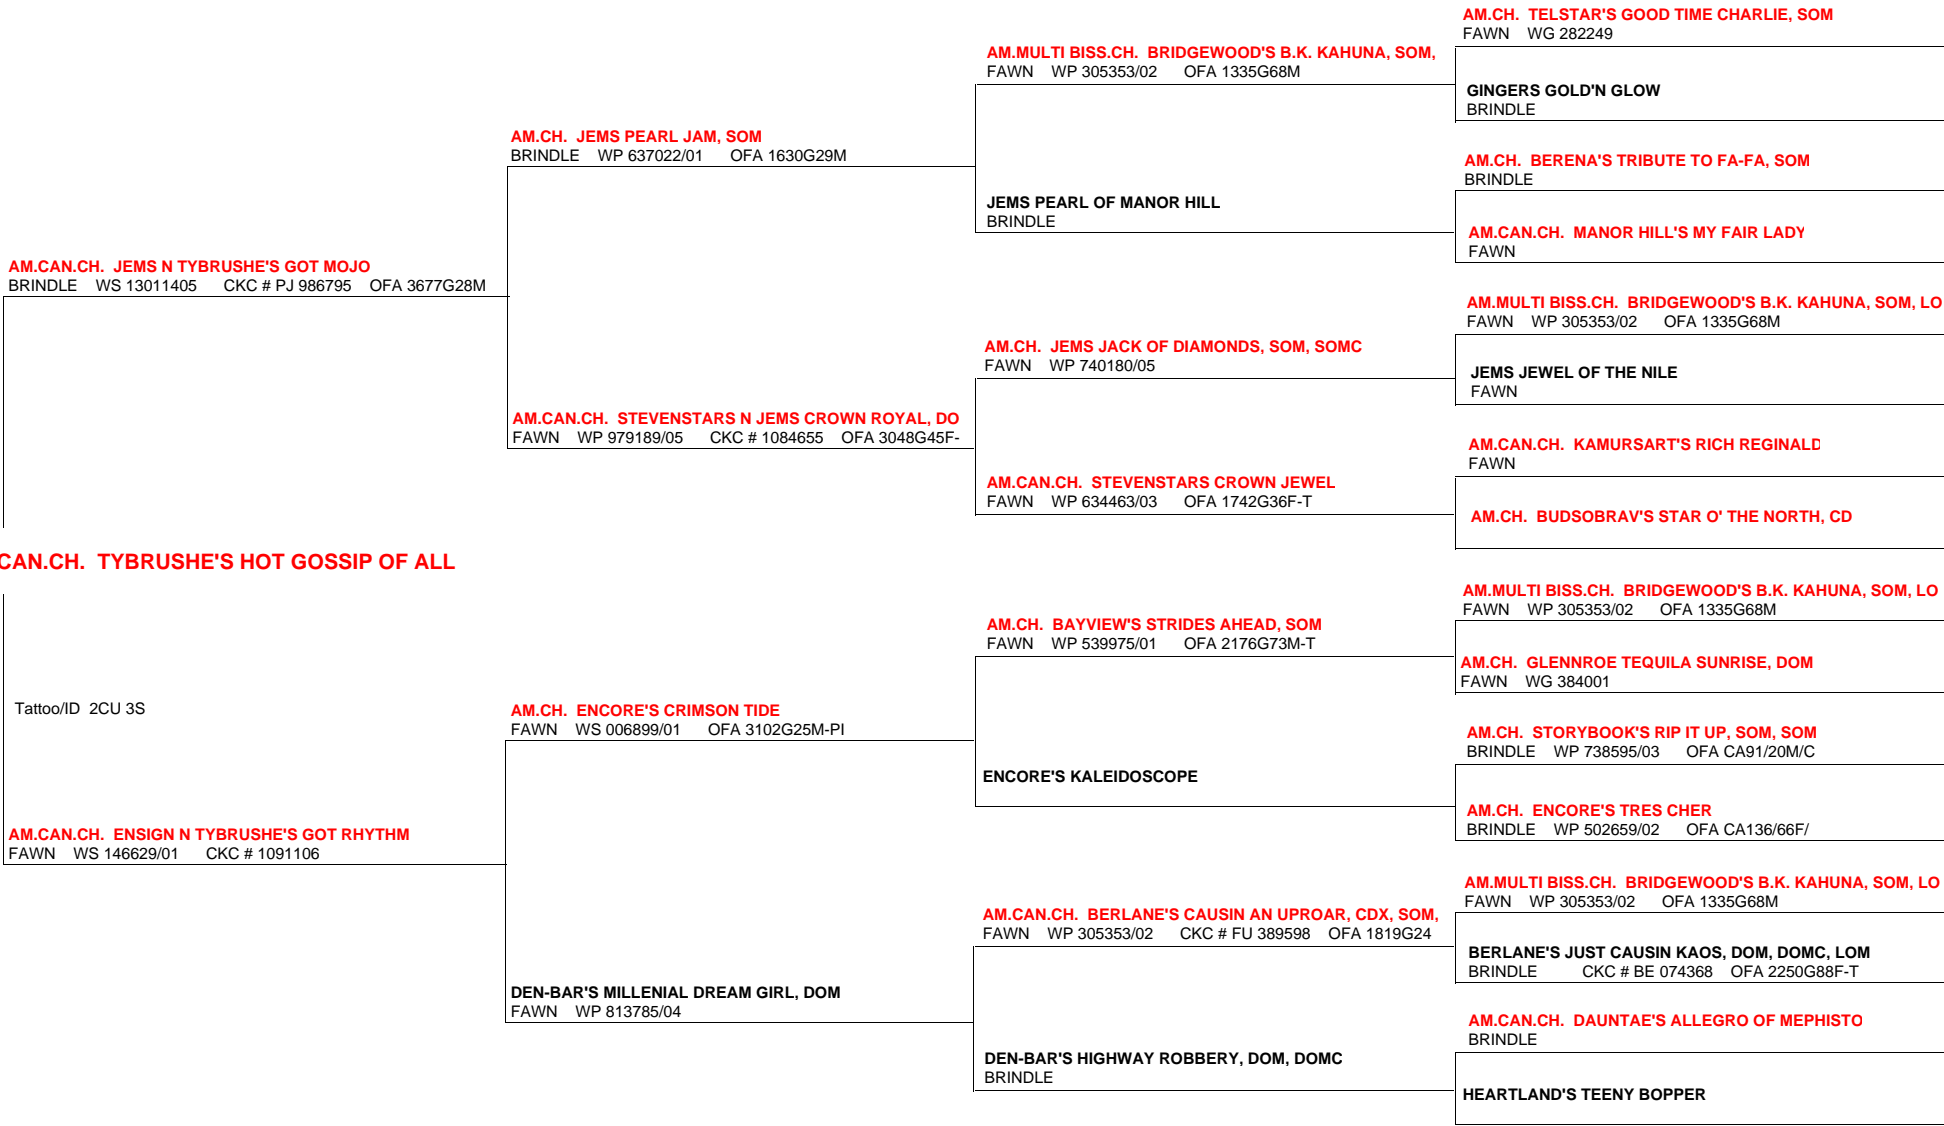 AM.CH. TELSTAR'S GOOD TIME CHARLIE, SOM
FAWN WG 282249
AM.MULTI BISS.CH. BRIDGEWOOD'S B.K. KAHUNA, SOM,
FAWN WP 305353/02 OFA 1335G68M
GINGERS GOLD'N GLOW
BRINDLE
AM.CH. JEMS PEARL JAM, SOM
BRINDLE WP 637022/01 OFA 1630G29M
AM.CH. BERENA'S TRIBUTE TO FA-FA, SOM
BRINDLE
JEMS PEARL OF MANOR HILL
BRINDLE
AM.CAN.CH. MANOR HILL'S MY FAIR LADY
FAWN
AM.CAN.CH. JEMS N TYBRUSHE'S GOT MOJO
BRINDLE WS 13011405 CKC # PJ 986795 OFA 3677G28M
AM.MULTI BISS.CH. BRIDGEWOOD'S B.K. KAHUNA, SOM, LO
FAWN WP 305353/02 OFA 1335G68M
AM.CH. JEMS JACK OF DIAMONDS, SOM, SOMC
FAWN WP 740180/05
JEMS JEWEL OF THE NILE
FAWN
AM.CAN.CH. STEVENSTARS N JEMS CROWN ROYAL, DO
FAWN WP 979189/05 CKC # 1084655 OFA 3048G45F-
AM.CAN.CH. KAMURSART'S RICH REGINALD
FAWN
AM.CAN.CH. STEVENSTARS CROWN JEWEL
FAWN WP 634463/03 OFA 1742G36F-T
AM.CH. BUDSOBRAV'S STAR O' THE NORTH, CD
CAN.CH. TYBRUSHE'S HOT GOSSIP OF ALL
AM.MULTI BISS.CH. BRIDGEWOOD'S B.K. KAHUNA, SOM, LO
FAWN WP 305353/02 OFA 1335G68M
AM.CH. BAYVIEW'S STRIDES AHEAD, SOM
FAWN WP 539975/01 OFA 2176G73M-T
AM.CH. GLENNROE TEQUILA SUNRISE, DOM
FAWN WG 384001
Tattoo/ID 2CU 3S
AM.CH. ENCORE'S CRIMSON TIDE
FAWN WS 006899/01 OFA 3102G25M-PI
AM.CH. STORYBOOK'S RIP IT UP, SOM, SOM
BRINDLE WP 738595/03 OFA CA91/20M/C
ENCORE'S KALEIDOSCOPE
AM.CH. ENCORE'S TRES CHER
BRINDLE WP 502659/02 OFA CA136/66F/
AM.CAN.CH. ENSIGN N TYBRUSHE'S GOT RHYTHM
FAWN WS 146629/01 CKC # 1091106
AM.MULTI BISS.CH. BRIDGEWOOD'S B.K. KAHUNA, SOM, LO
FAWN WP 305353/02 OFA 1335G68M
AM.CAN.CH. BERLANE'S CAUSIN AN UPROAR, CDX, SOM,
FAWN WP 305353/02 CKC # FU 389598 OFA 1819G24
BERLANE'S JUST CAUSIN KAOS, DOM, DOMC, LOM
BRINDLE CKC # BE 074368 OFA 2250G88F-T
DEN-BAR'S MILLENIAL DREAM GIRL, DOM
FAWN WP 813785/04
AM.CAN.CH. DAUNTAE'S ALLEGRO OF MEPHISTO
BRINDLE
DEN-BAR'S HIGHWAY ROBBERY, DOM, DOMC
BRINDLE
HEARTLAND'S TEENY BOPPER